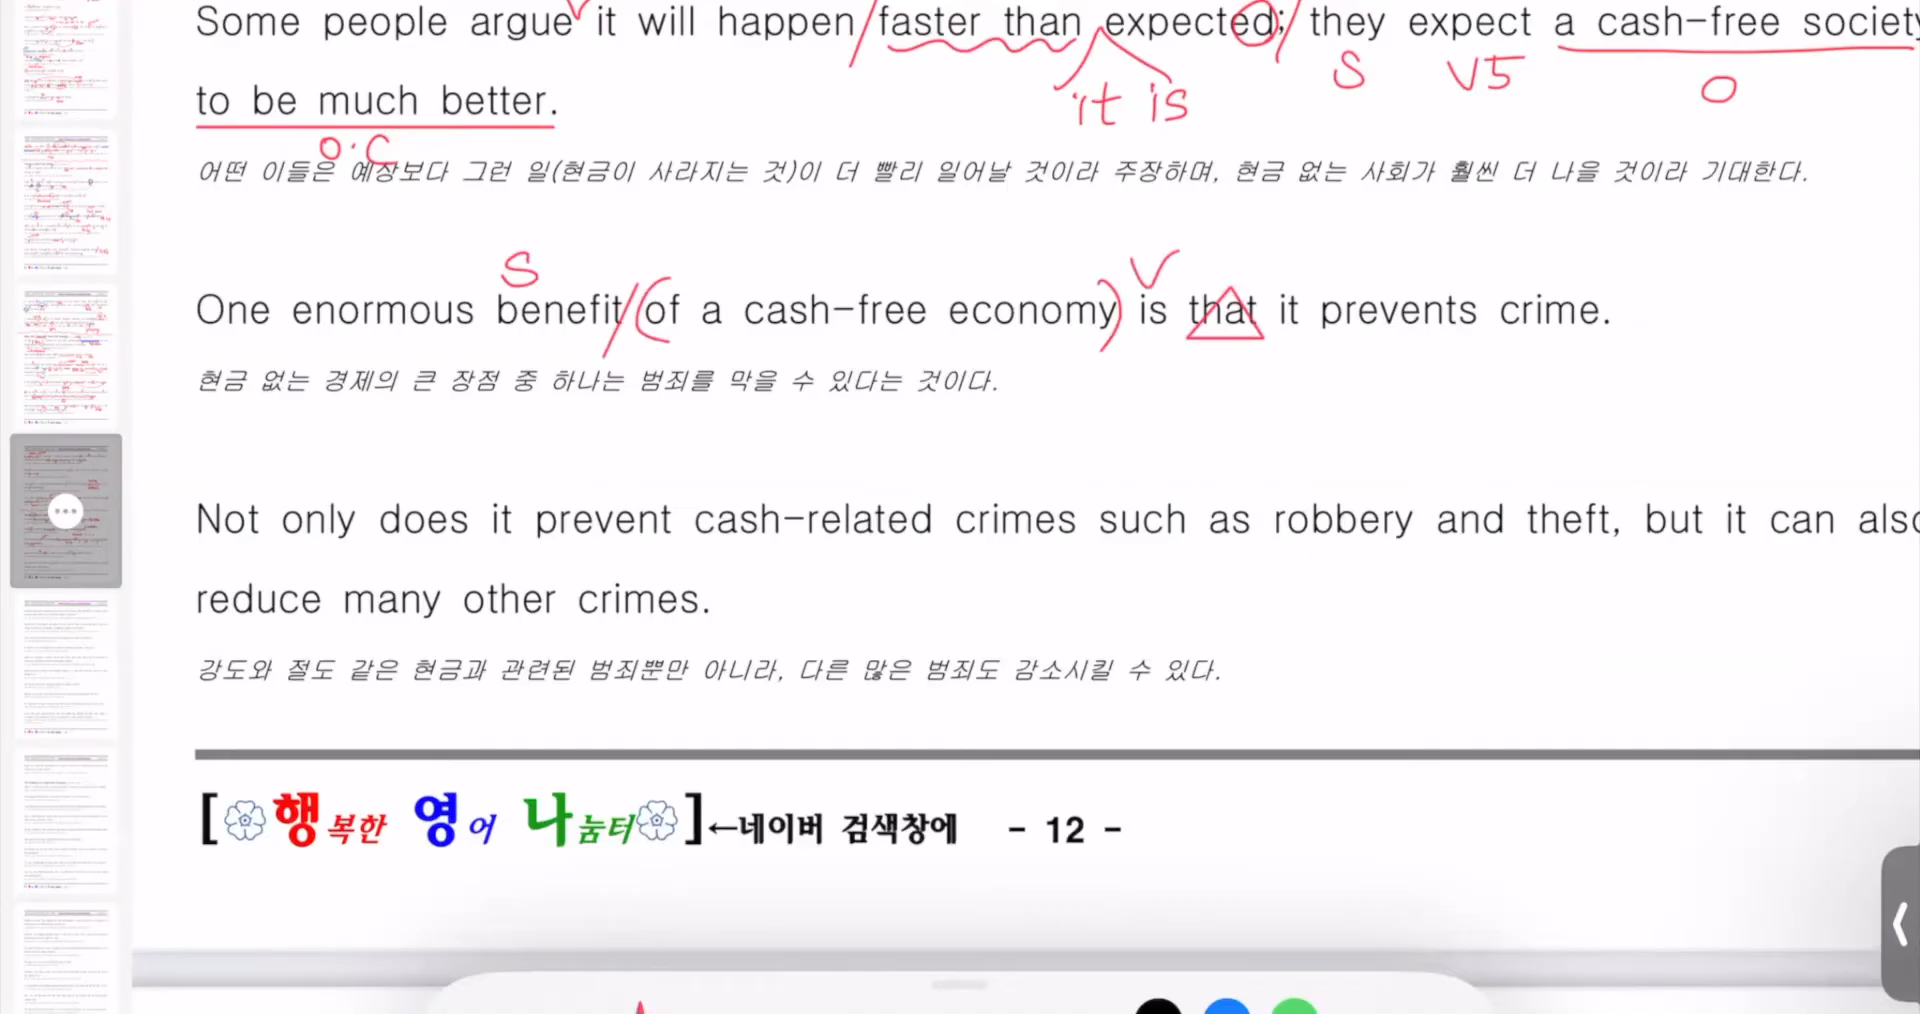 Some people argue it will happen faster than expected; they expect a cash-free society
S V5 O
it is
to be much better.
O·C
어떤 이들은 예상보다 그런 일(현금이 사라지는 것)이 더 빨리 일어날 것이라 주장하며, 현금 없는 사회가 훨씬 더 나을 것이라 기대한다.
S V
One enormous benefit of a cash-free economy is that it prevents crime.
현금 없는 경제의 큰 장점 중 하나는 범죄를 막을 수 있다는 것이다.
Not only does it prevent cash-related crimes such as robbery and theft, but it can also
reduce many other crimes.
강도와 절도 같은 현금과 관련된 범죄뿐만 아니라, 다른 많은 범죄도 감소시킬 수 있다.
[행복한 영어 나눔터]←네이버 검색창에 - 12 -